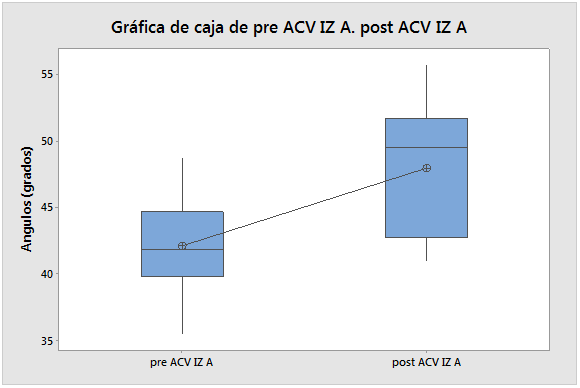 Gráfica de caja de pre ACV IZ A. post ACV IZ A
Angulos (grados)
55
50
45
40
35
pre ACV IZ A
post ACV IZ A